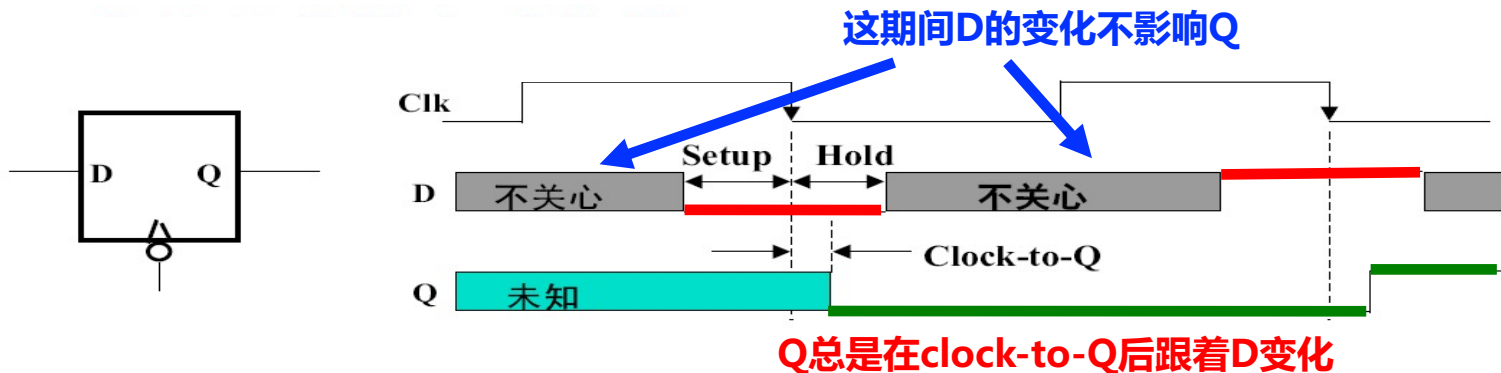 这期间D的变化不影响Q
Clk
Setup Hold
D Q
D 不关心 不关心
Clock-to-Q
Q 未知
Q总是在clock-to-Q后跟着D变化